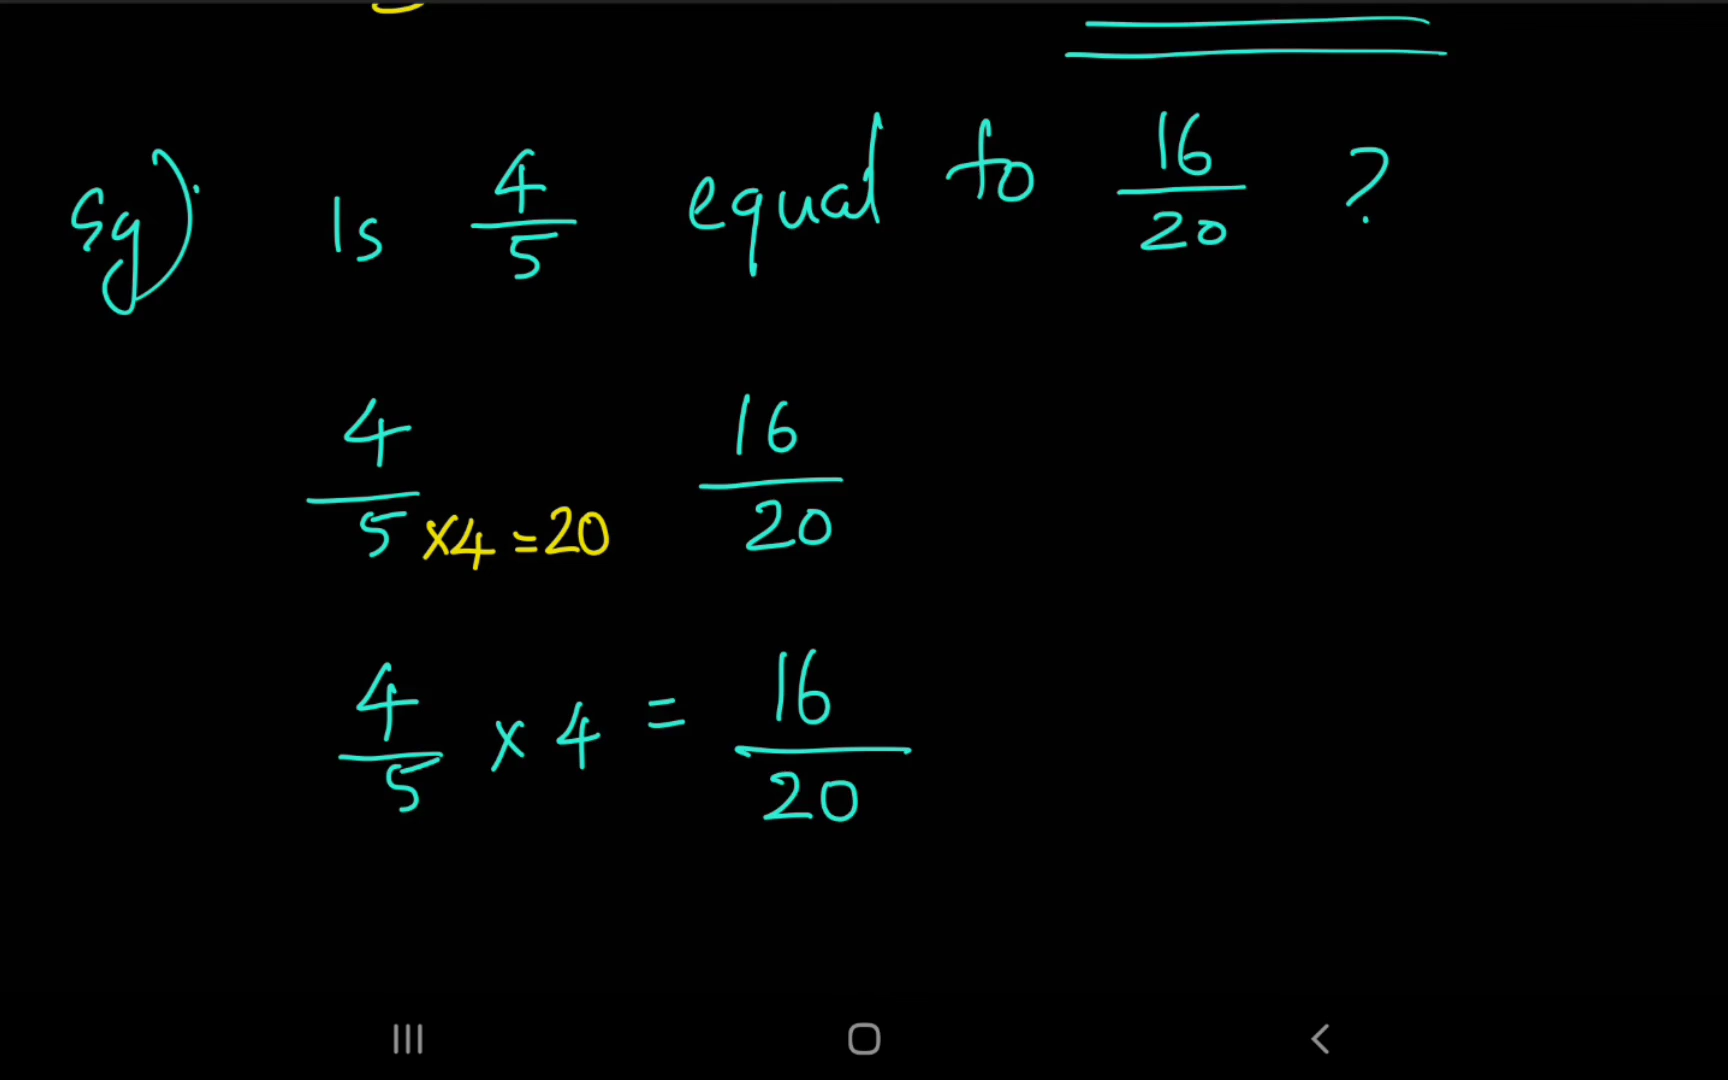 Eg) Is 4/5 equal to 16/20 ?
4/5 ×4 =20 16/20
4/5 × 4 = 16/20